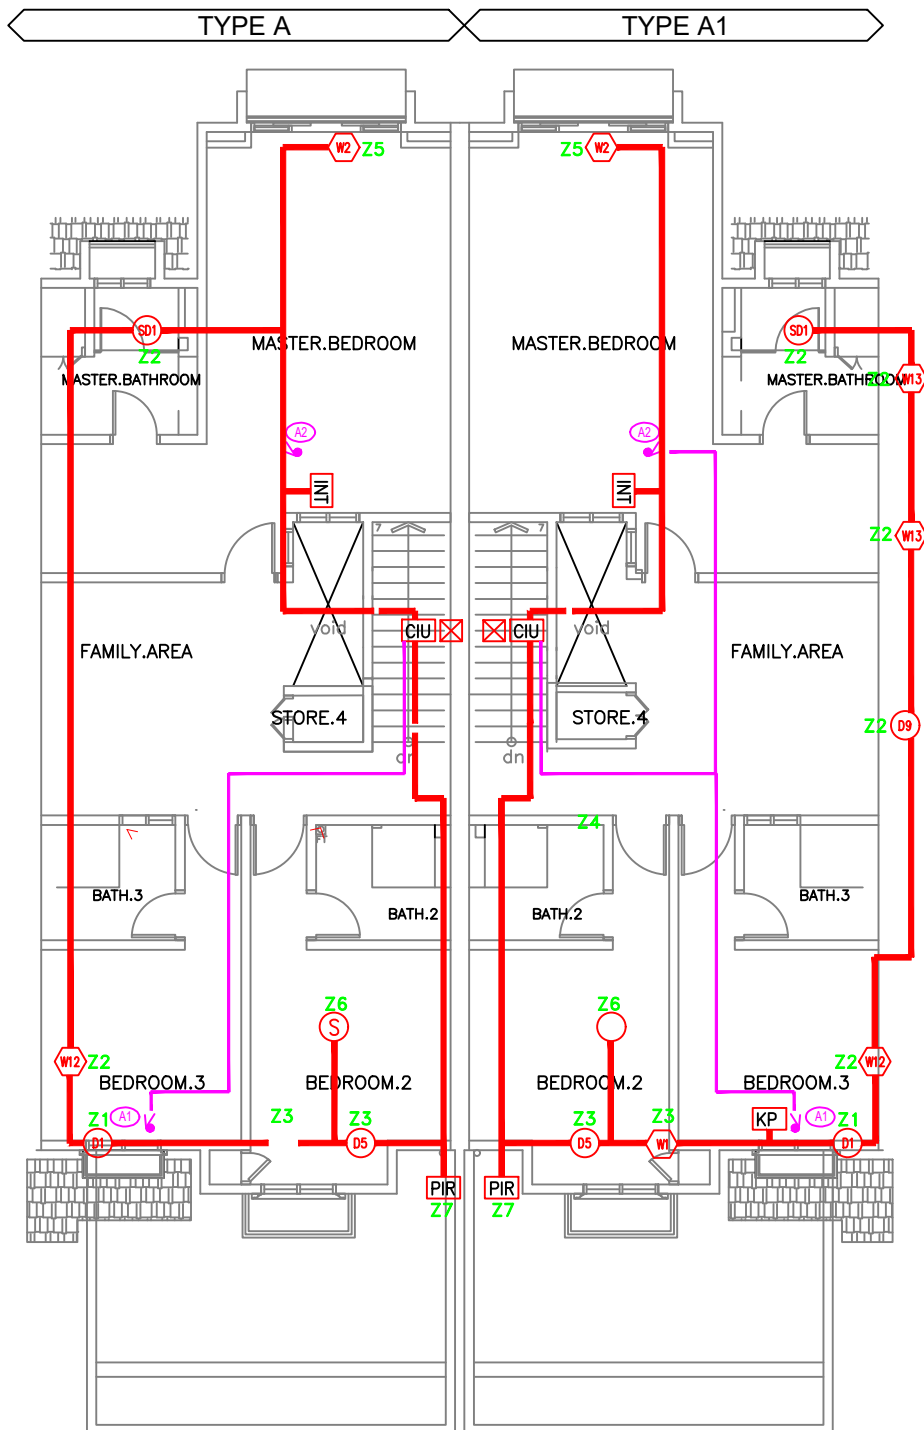 TYPE A
TYPE A1
W2
Z5
Z5
W2
SD1
Z2
SD1
Z2
MASTER.BEDROOM
MASTER.BEDROOM
MASTER.BATHROOM
MASTER.BATHROOM
Z2
W13
A2
A2
INT
INT
7
7
Z2
W13
CIU
CIU
void
void
FAMILY.AREA
FAMILY.AREA
STORE.4
STORE.4
Z2
D9
dn
dn
Z4
BATH.3
BATH.2
BATH.2
BATH.3
Z6
S
Z6
W12
Z2
Z2
W12
BEDROOM.3
BEDROOM.2
BEDROOM.2
BEDROOM.3
Z1
A1
Z3
Z3
Z3
Z3
KP
A1
Z1
D1
D5
D5
W1
D1
PIR
PIR
Z7
Z7